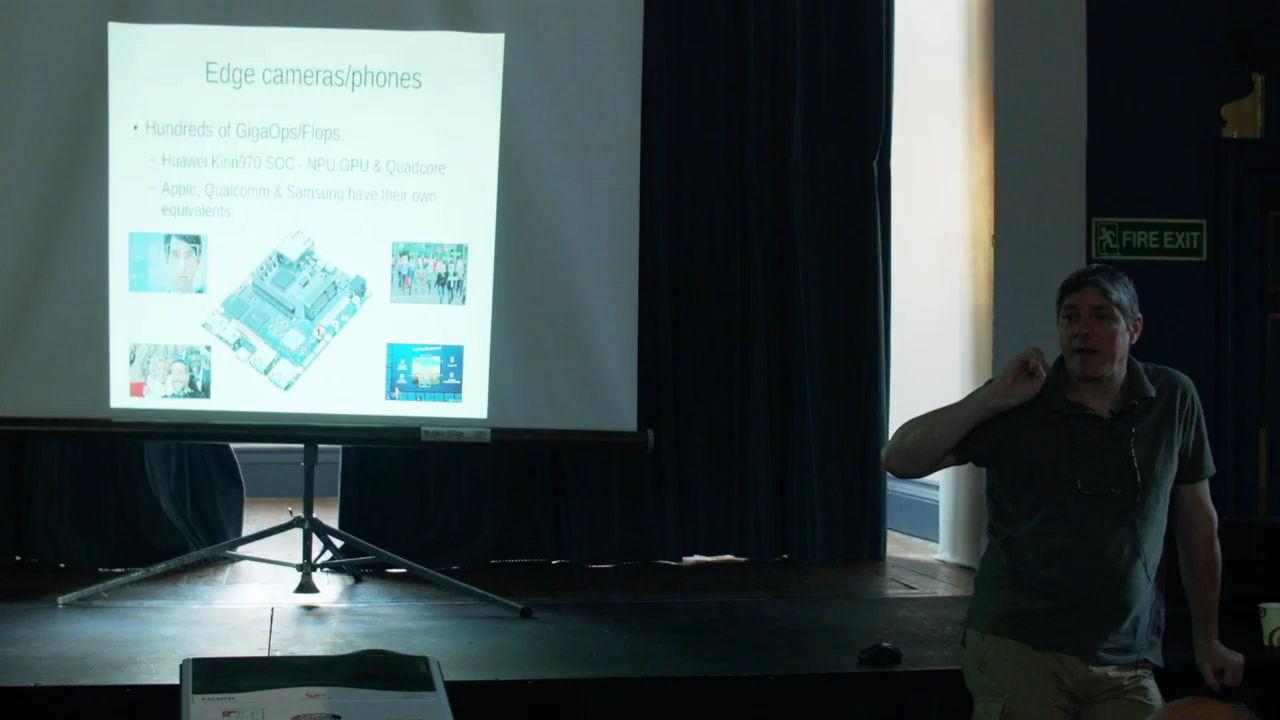 Edge cameras/phones
• Hundreds of GigaOps/Flops.
– Huawei Kirin970 SOC - NPU.GPU & Quadcore
– Apple, Qualcomm & Samsung have their own
equivalents
FIRE EXIT